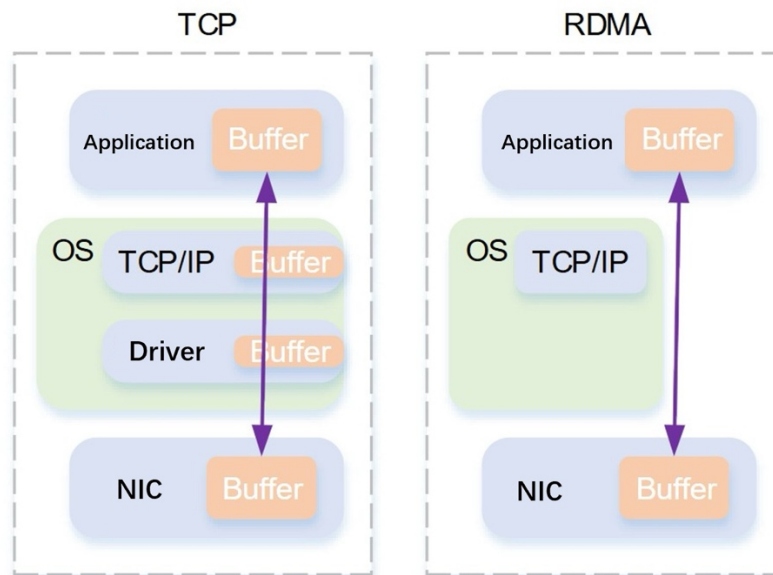 TCP
Application
Buffer
OS
TCP/IP
Buffer
Driver
Buffer
NIC
Buffer
RDMA
Application
Buffer
OS
TCP/IP
NIC
Buffer